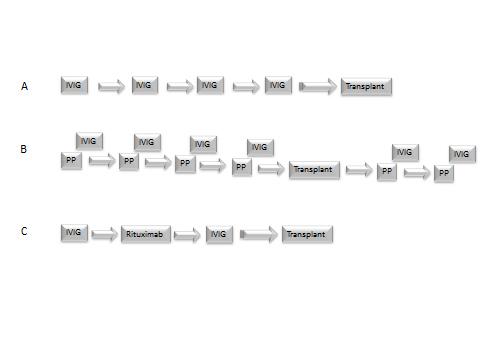 A IVIG IVIG IVIG IVIG Transplant
IVIG IVIG IVIG IVIG IVIG IVIG
B PP PP PP PP Transplant PP PP
C IVIG Rituximab IVIG Transplant